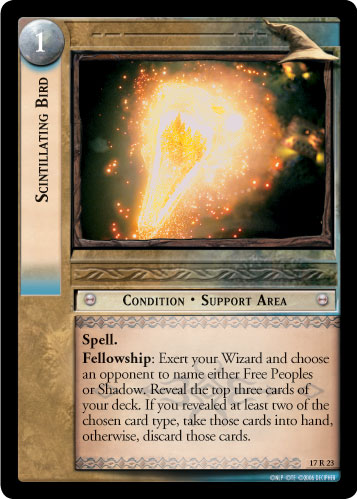 1
Scintillating Bird
Condition • Support Area
Spell.
Fellowship: Exert your Wizard and choose
an opponent to name either Free Peoples
or Shadow. Reveal the top three cards of
your deck. If you revealed at least two of the
chosen card type, take those cards into hand,
otherwise, discard those cards.
17 R 23